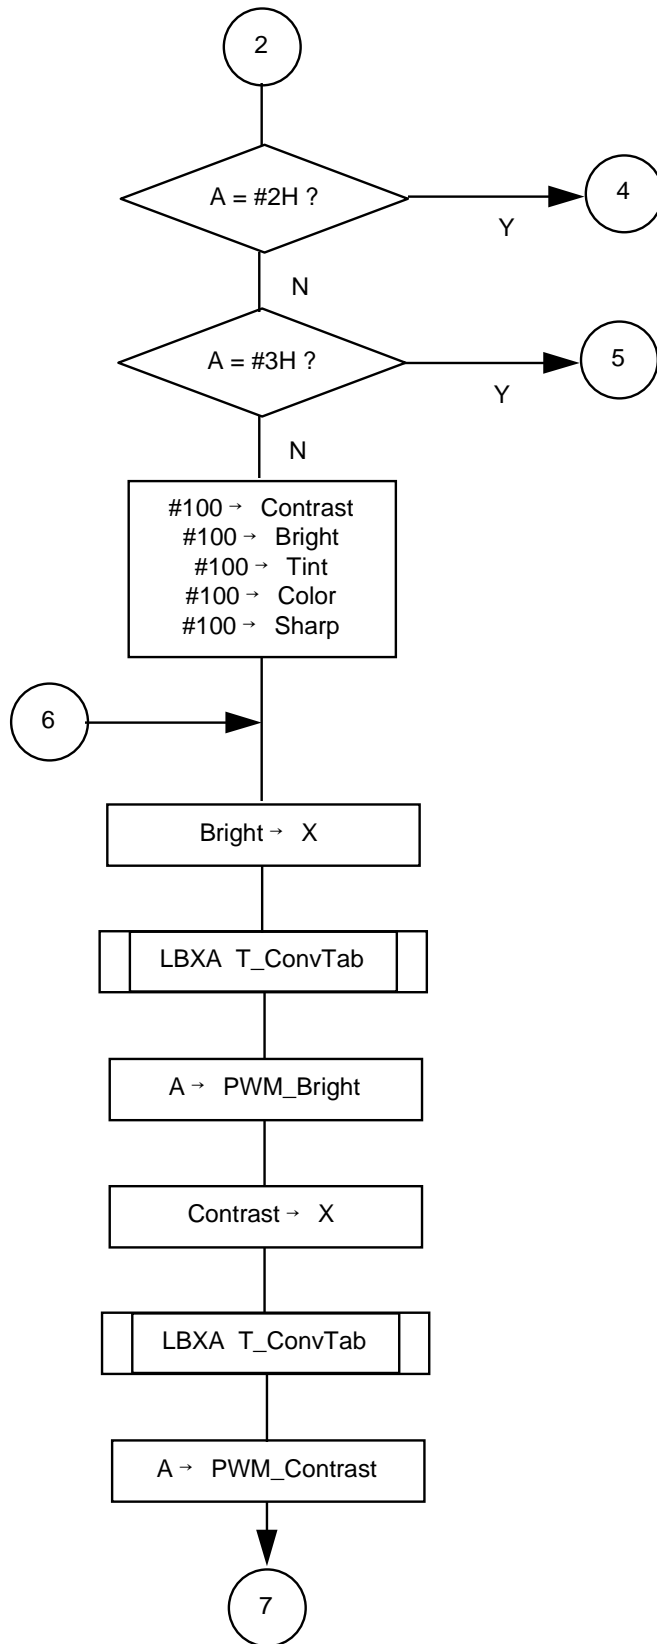 2
A = #2H ?
4
Y
N
A = #3H ?
5
Y
N
#100→ Contrast
#100→ Bright
#100→ Tint
#100→ Color
#100→ Sharp
6
Bright→ X
LBXA T_ConvTab
A→ PWM_Bright
Contrast→ X
LBXA T_ConvTab
A→ PWM_Contrast
7